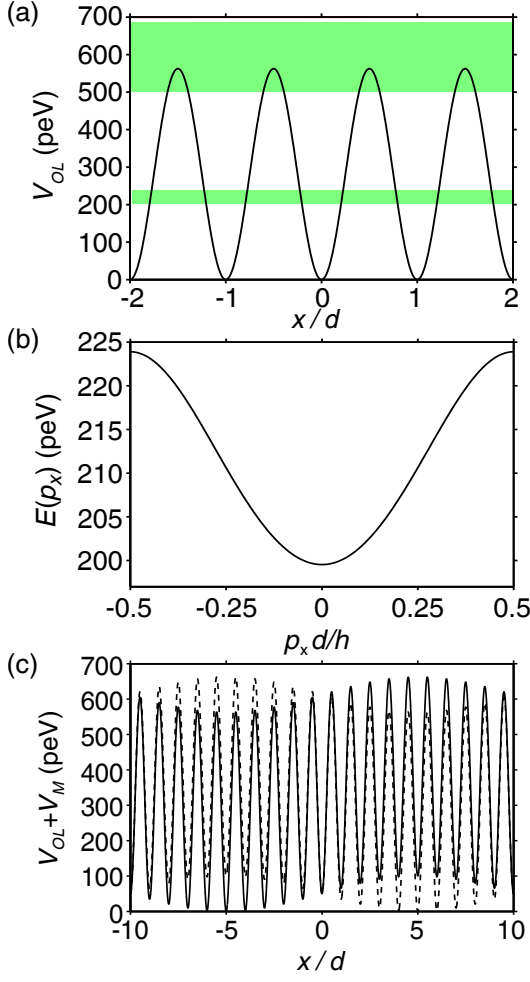 (a)
700
600
500
400
300
200
100
0
V_OL (peV)
-2 -1 0 1 2
x / d
(b)
225
220
215
210
205
200
E(p_x) (peV)
-0.5 -0.25 0 0.25 0.5
p_x d/h
(c)
700
600
500
400
300
200
100
0
V_OL+V_M (peV)
-10 -5 0 5 10
x / d